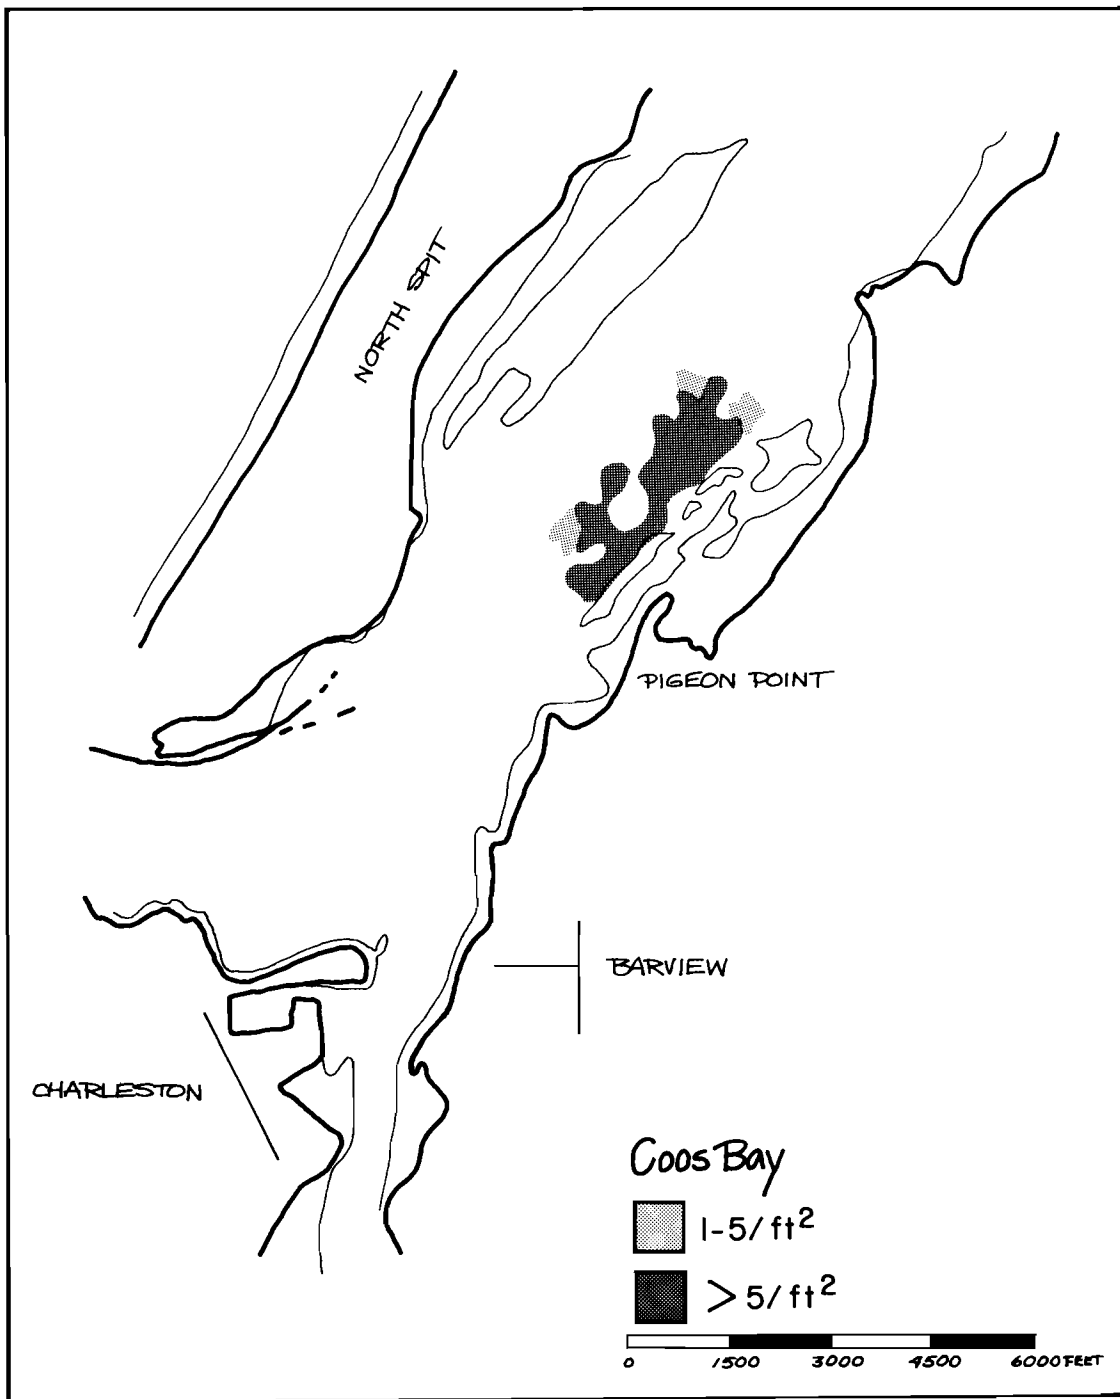 NORTH SPIT
PIGEON POINT
BARVIEW
CHARLESTON
Coos Bay
1-5/ft²
>5/ft²
0 1500 3000 4500 6000 FEET